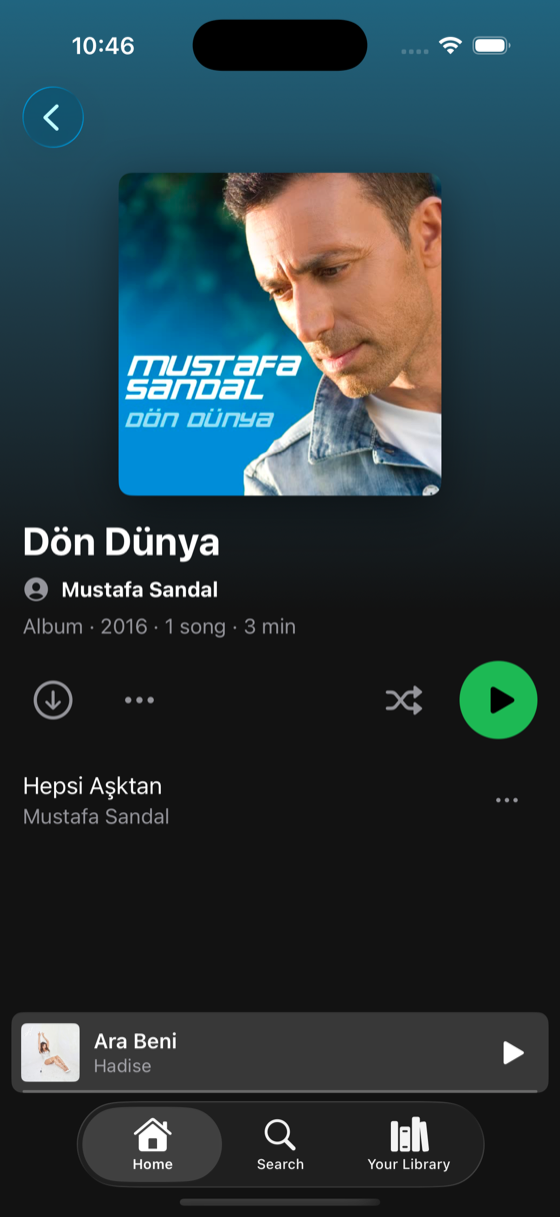 10:46
MUSTAFA
SANDAL
DÖN DÜNYA
Dön Dünya
Mustafa Sandal
Album · 2016 · 1 song · 3 min
Hepsi Aşktan
Mustafa Sandal
Ara Beni
Hadise
Home
Search
Your Library